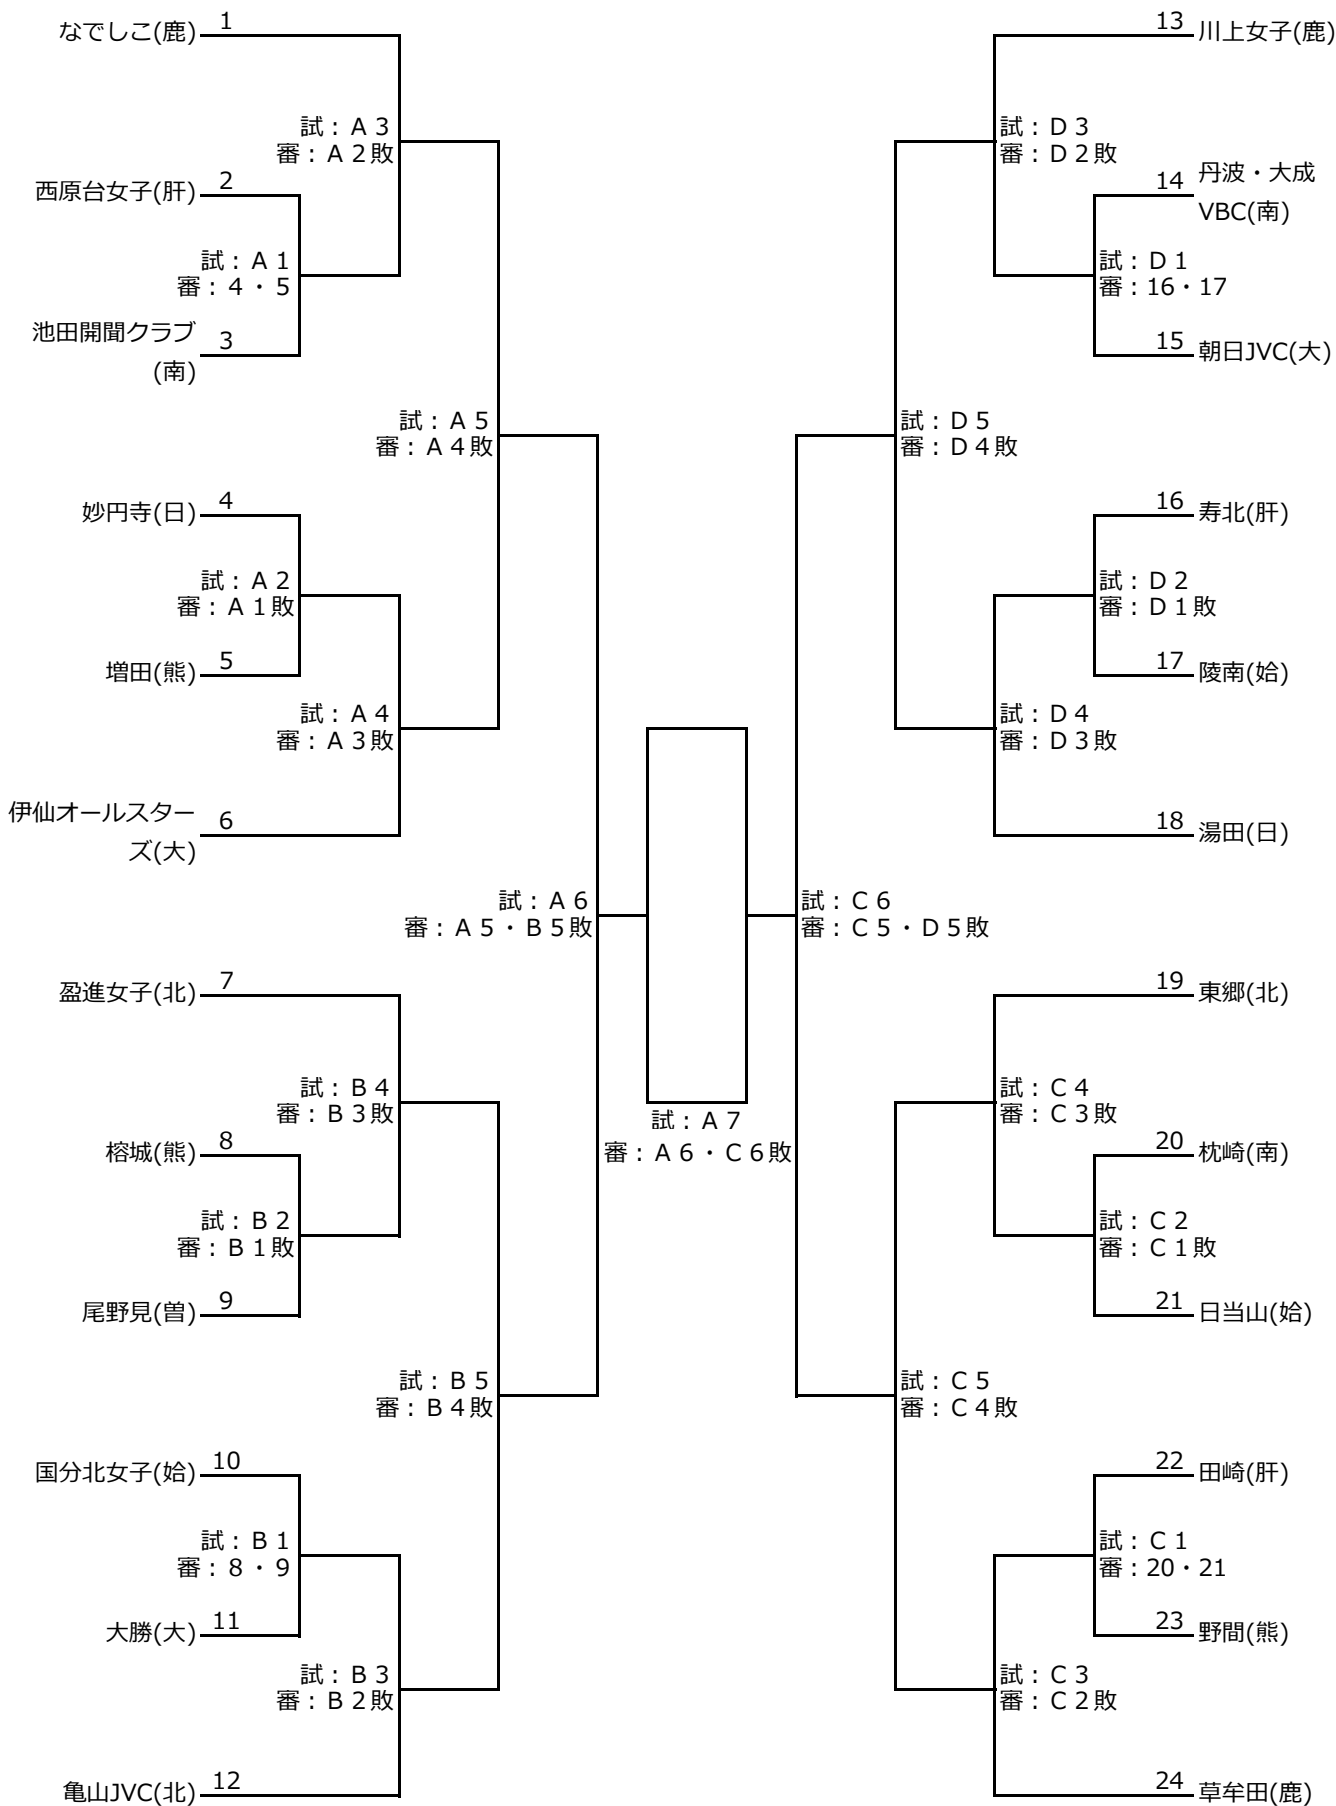 なでしこ(鹿) 1
試：Ａ３
審：Ａ２敗
西原台女子(肝) 2
試：Ａ１
審：４・５
池田開聞クラブ
(南) 3
試：Ａ５
審：Ａ４敗
妙円寺(日) 4
試：Ａ２
審：Ａ１敗
増田(熊) 5
試：Ａ４
審：Ａ３敗
伊仙オールスター
ズ(大) 6
試：Ａ６
審：Ａ５・Ｂ５敗
盈進女子(北) 7
試：Ｂ４
審：Ｂ３敗
榕城(熊) 8
試：Ｂ２
審：Ｂ１敗
尾野見(曽) 9
試：Ｂ５
審：Ｂ４敗
国分北女子(姶) 10
試：Ｂ１
審：８・９
大勝(大) 11
試：Ｂ３
審：Ｂ２敗
亀山JVC(北) 12
試：Ａ７
審：Ａ６・Ｃ６敗
13 川上女子(鹿)
試：Ｄ３
審：Ｄ２敗
14 丹波・大成
VBC(南)
試：Ｄ１
審：16・17
15 朝日JVC(大)
試：Ｄ５
審：Ｄ４敗
16 寿北(肝)
試：Ｄ２
審：Ｄ１敗
17 陵南(姶)
試：Ｄ４
審：Ｄ３敗
18 湯田(日)
試：Ｃ６
審：Ｃ５・Ｄ５敗
19 東郷(北)
試：Ｃ４
審：Ｃ３敗
20 枕崎(南)
試：Ｃ２
審：Ｃ１敗
21 日当山(姶)
試：Ｃ５
審：Ｃ４敗
22 田崎(肝)
試：Ｃ１
審：20・21
23 野間(熊)
試：Ｃ３
審：Ｃ２敗
24 草牟田(鹿)